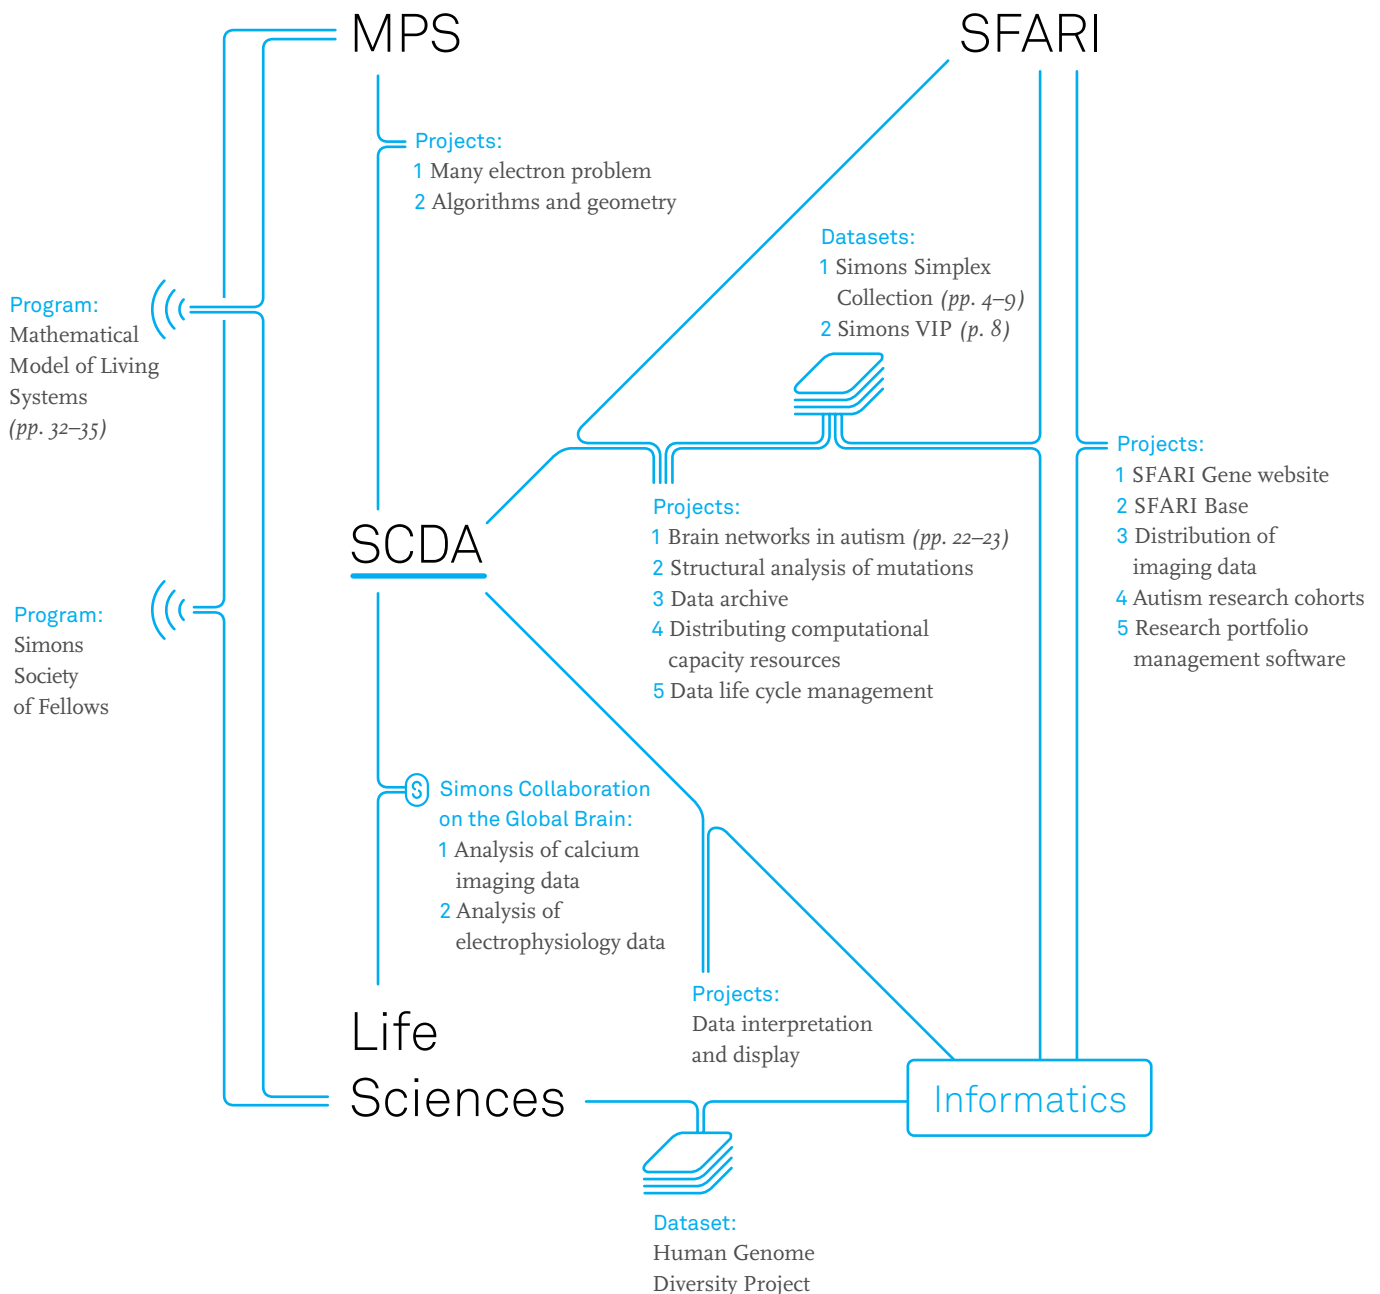 MPS
SFARI
Projects:
1 Many electron problem
2 Algorithms and geometry
Datasets:
1 Simons Simplex
Collection (pp. 4–9)
2 Simons VIP (p. 8)
Program:
Mathematical
Model of Living
Systems
(pp. 32–35)
Projects:
1 SFARI Gene website
2 SFARI Base
3 Distribution of
imaging data
4 Autism research cohorts
5 Research portfolio
management software
SCDA
Projects:
1 Brain networks in autism (pp. 22–23)
2 Structural analysis of mutations
3 Data archive
4 Distributing computational
capacity resources
5 Data life cycle management
Program:
Simons
Society
of Fellows
S
Simons Collaboration
on the Global Brain:
1 Analysis of calcium
imaging data
2 Analysis of
electrophysiology data
Projects:
Data interpretation
and display
Life
Sciences
Informatics
Dataset:
Human Genome
Diversity Project